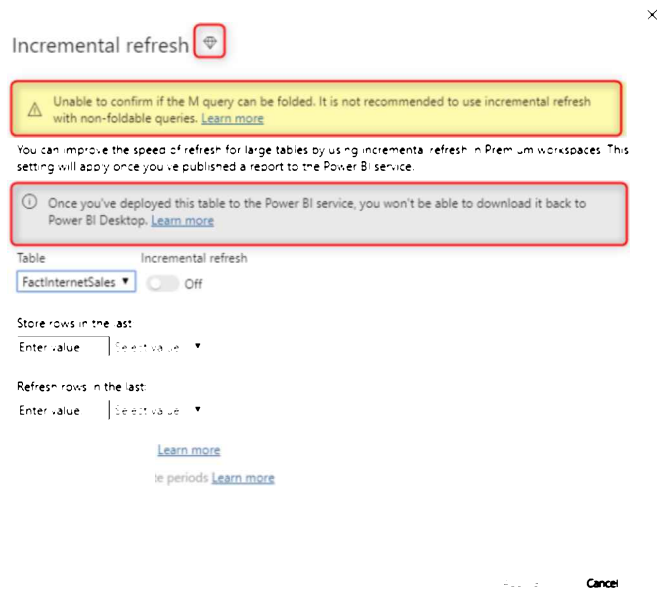 Incremental refresh
Unable to confirm if the M query can be folded. It is not recommended to use incremental refresh
with non-foldable queries. Learn more
You can improve the speed of refresh for large tables by using incremental refresh in Premium workspaces. This
setting will apply once you've published a report to the Power BI service.
Once you've deployed this table to the Power BI service, you won't be able to download it back to
Power BI Desktop. Learn more
Table Incremental refresh
FactInternetSales Off
Store rows in the last:
Enter value Select value
Refresh rows in the last:
Enter value Select value
Learn more
periods Learn more
Cancel